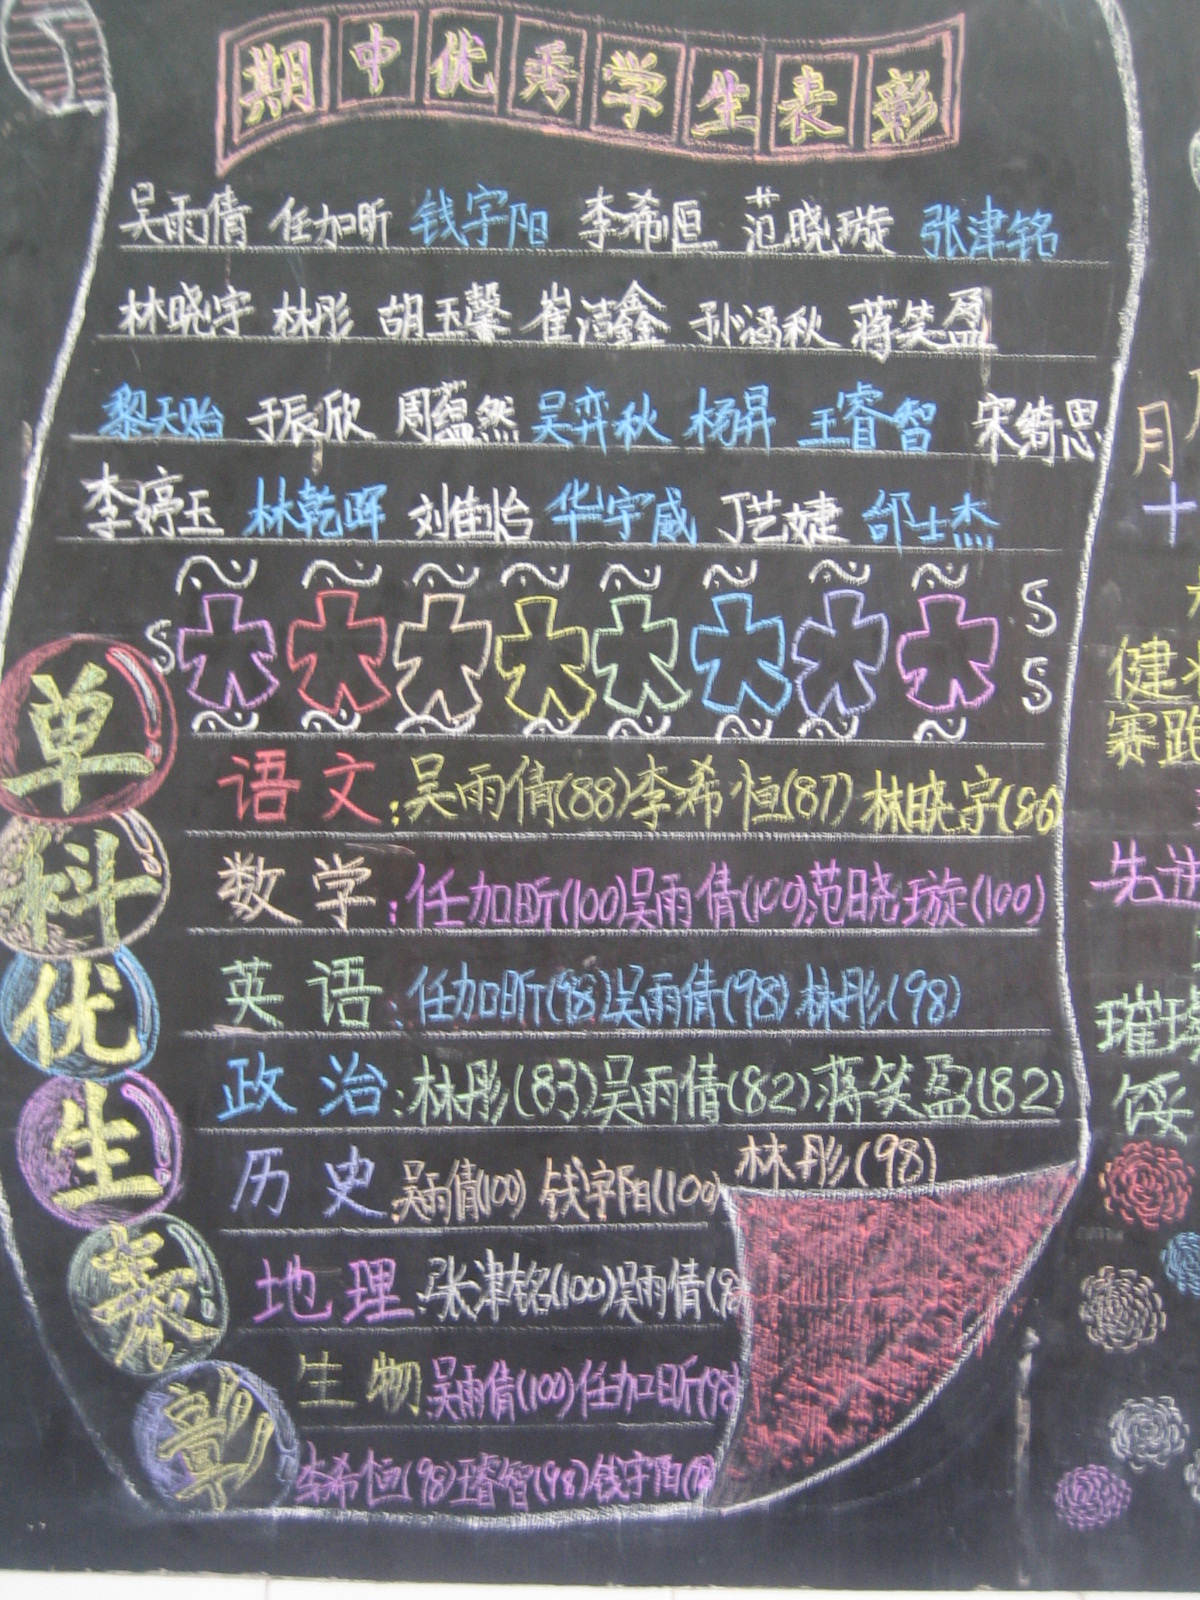 期中优秀学生表彰
吴雨倩 任加昕 钱宇阳 李希恒 范晓璇 张津铭
林晓宇 林彤 胡玉馨 崔洁鑫 孙涵秋 蒋笑盈
黎天贻 于辰欣 周蕴然 吴弈秋 杨昇 王睿智 宋绮思
李婷玉 林乾晖 刘佳怡 华宇威 丁艺婕 邰士杰
单科优生表彰
语文:吴雨倩(88)李希恒(87)林晓宇(86)
数学:任加昕(100)吴雨倩(100)范晓璇(100)
英语:任加昕(98)吴雨倩(98)林彤(98)
政治:林彤(83)吴雨倩(82)蒋笑盈(82)
历史:吴雨倩(100) 钱宇阳(100)林彤(98)
地理:张津铭(100)吴雨倩(9
生物 吴雨倩(100)任加昕(98
李希恒(98)王睿智(98)钱宇阳(98
月
十
健
赛跑
先进
璀璨